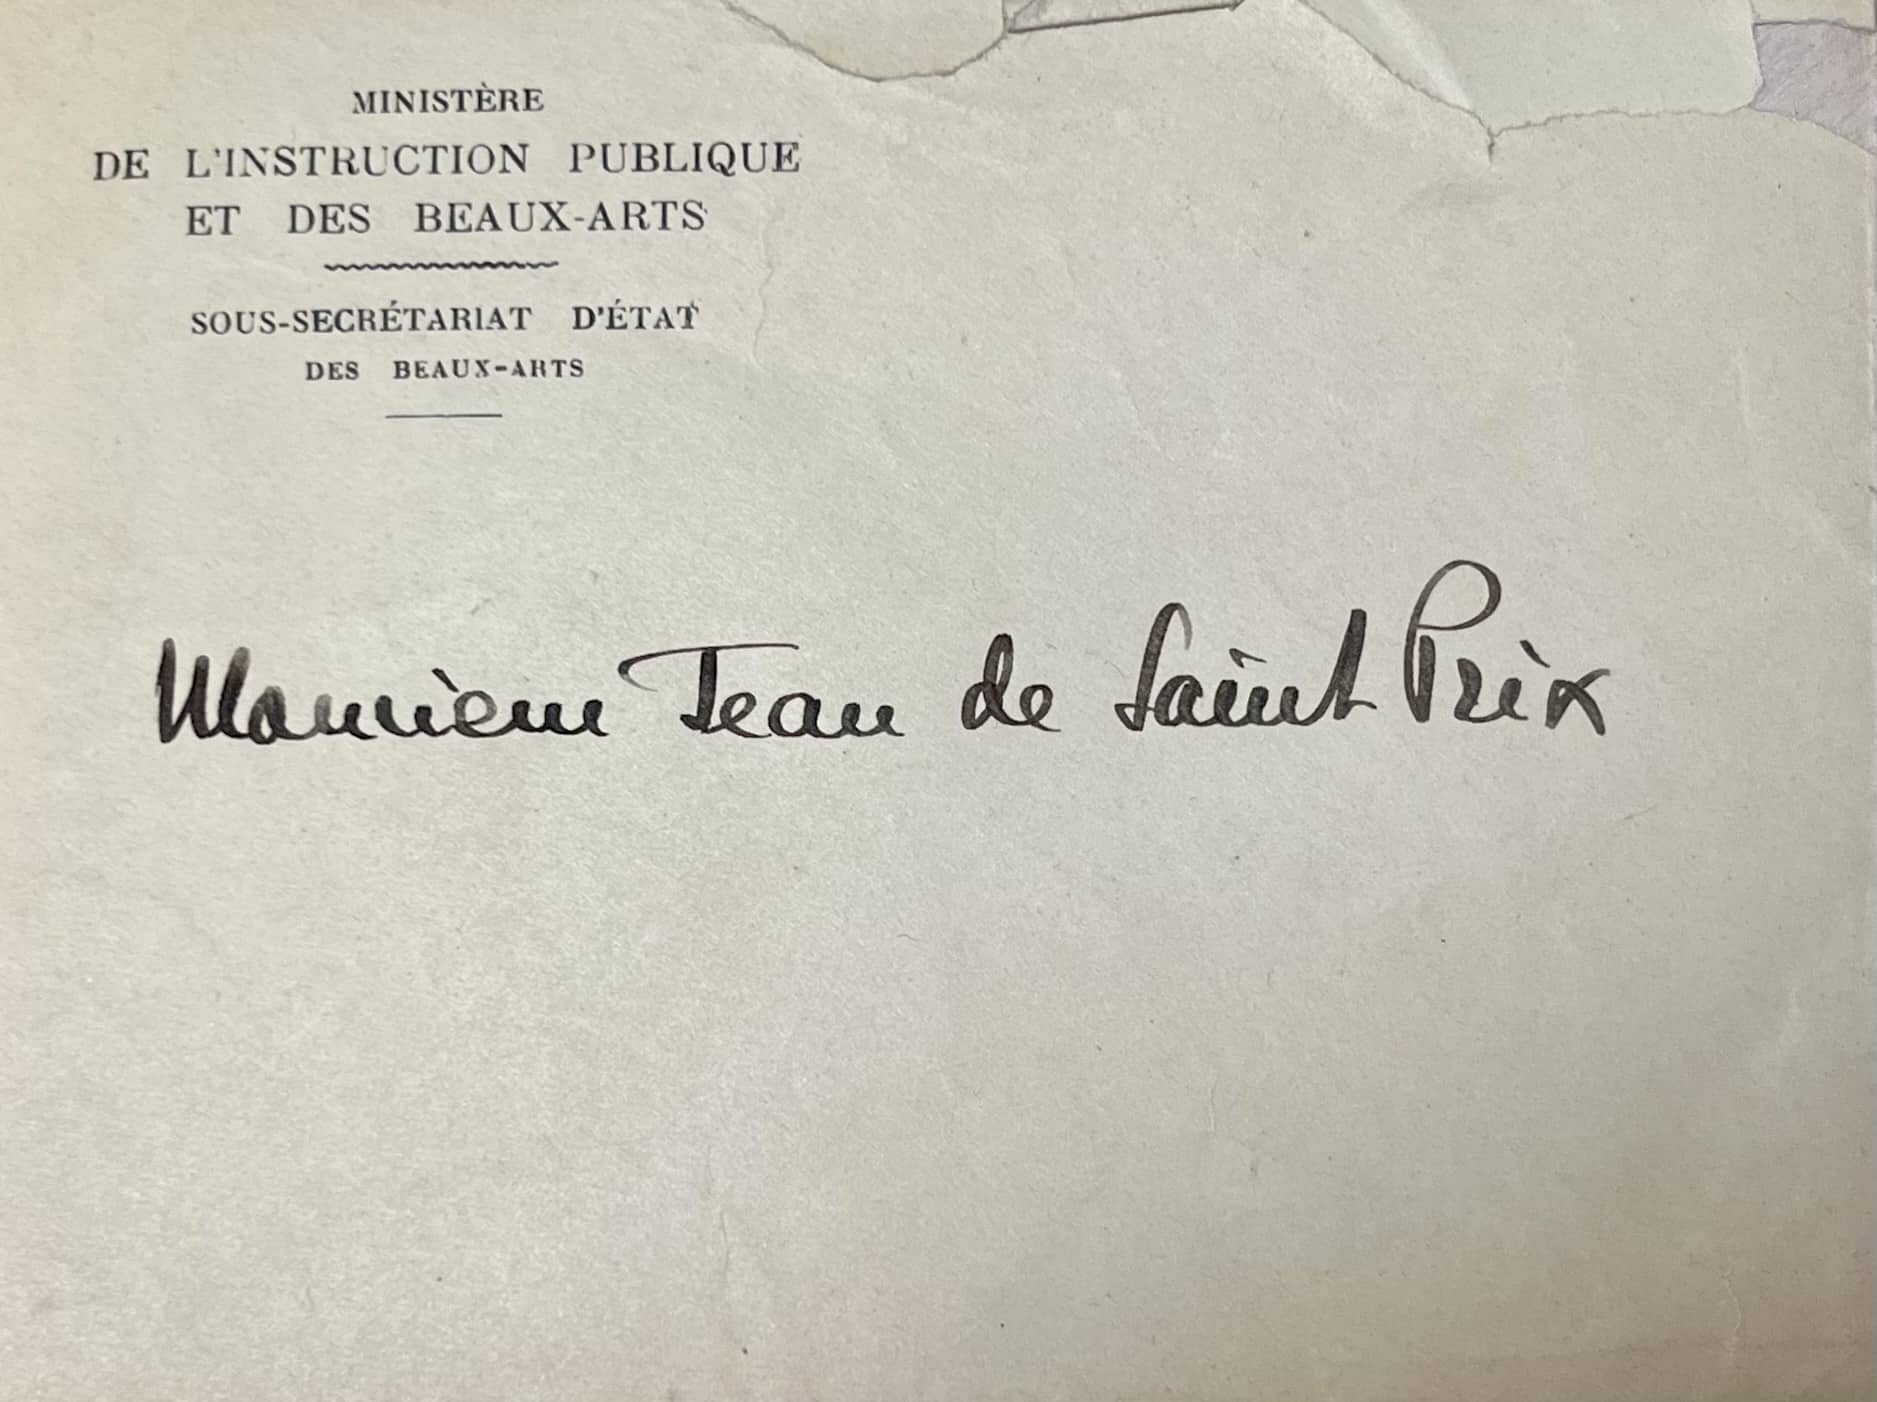 MINISTÈRE
DE L'INSTRUCTION PUBLIQUE
ET DES BEAUX-ARTS
SOUS-SECRÉTARIAT D'ÉTAT
DES BEAUX-ARTS
Monsieur Jean de Saint Prix